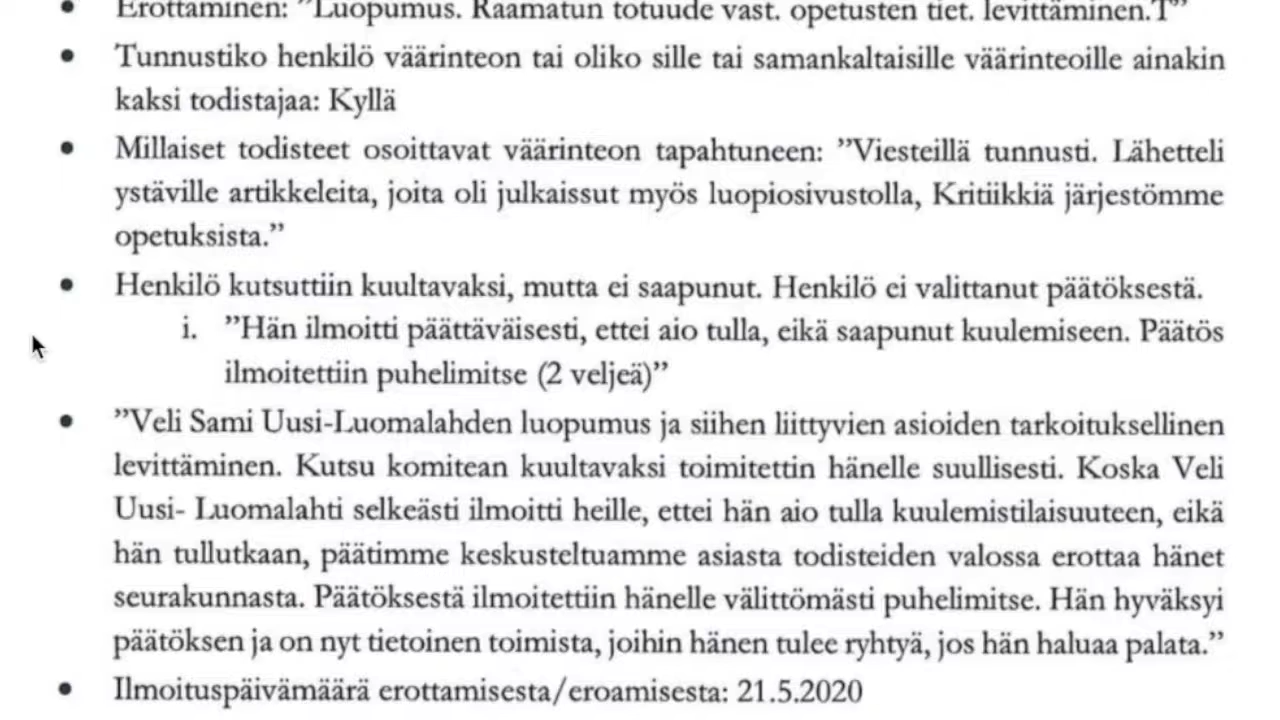 • Erottaminen: ”Luopumus. Raamatun totuude vast. opetusten tiet. levittäminen.T”
• Tunnustiko henkilö väärinteon tai oliko sille tai samankaltaisille väärinteoille ainakin
kaksi todistajaa: Kyllä
• Millaiset todisteet osoittavat väärinteon tapahtuneen: ”Viesteillä tunnusti. Lähetteli
ystäville artikkeleita, joita oli julkaissut myös luopiosivustolla, Kritiikkiä järjestömme
opetuksista.”
• Henkilö kutsuttiin kuultavaksi, mutta ei saapunut. Henkilö ei valittanut päätöksestä.
i. ”Hän ilmoitti päättäväisesti, ettei aio tulla, eikä saapunut kuulemiseen. Päätös
ilmoitettiin puhelimitse (2 veljeä)”
• ”Veli Sami Uusi-Luomalahden luopumus ja siihen liittyvien asioiden tarkoituksellinen
levittäminen. Kutsu komitean kuultavaksi toimitettin hänelle suullisesti. Koska Veli
Uusi- Luomalahti selkeästi ilmoitti heille, ettei hän aio tulla kuulemistilaisuuteen, eikä
hän tullutkaan, päätimme keskusteltuamme asiasta todisteiden valossa erottaa hänet
seurakunnasta. Päätöksestä ilmoitettiin hänelle välittömästi puhelimitse. Hän hyväksyi
päätöksen ja on nyt tietoinen toimista, joihin hänen tulee ryhtyä, jos hän haluaa palata.”
• Ilmoituspäivämäärä erottamisesta/eroamisesta: 21.5.2020